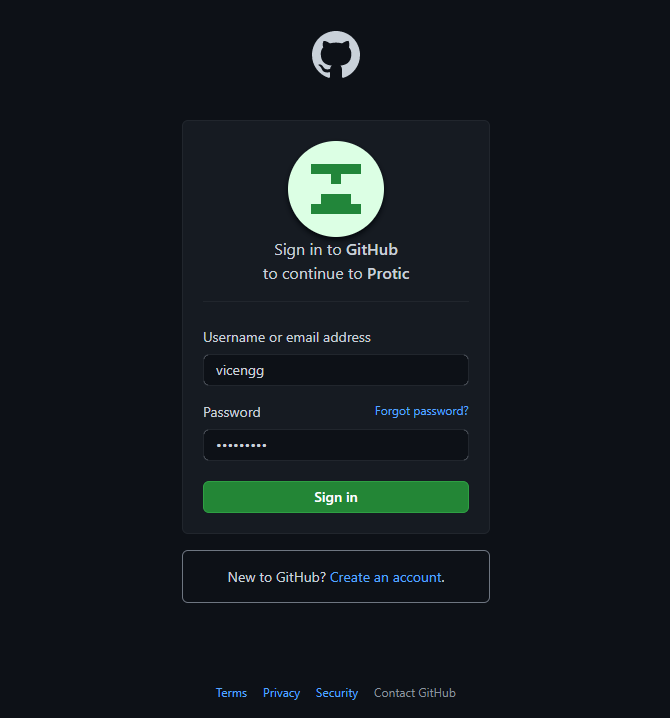 Sign in to GitHub
to continue to Protic
Username or email address
vicengg
Password Forgot password?
•••••••••
Sign in
New to GitHub? Create an account.
Terms Privacy Security Contact GitHub